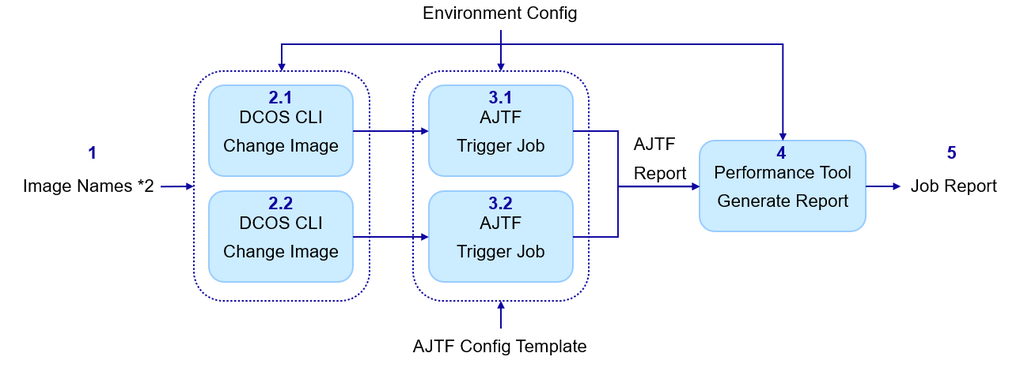 Environment Config
1
Image Names *2
2.1
DCOS CLI
Change Image
2.2
DCOS CLI
Change Image
3.1
AJTF
Trigger Job
3.2
AJTF
Trigger Job
AJTF
Report
4
Performance Tool
Generate Report
5
Job Report
AJTF Config Template